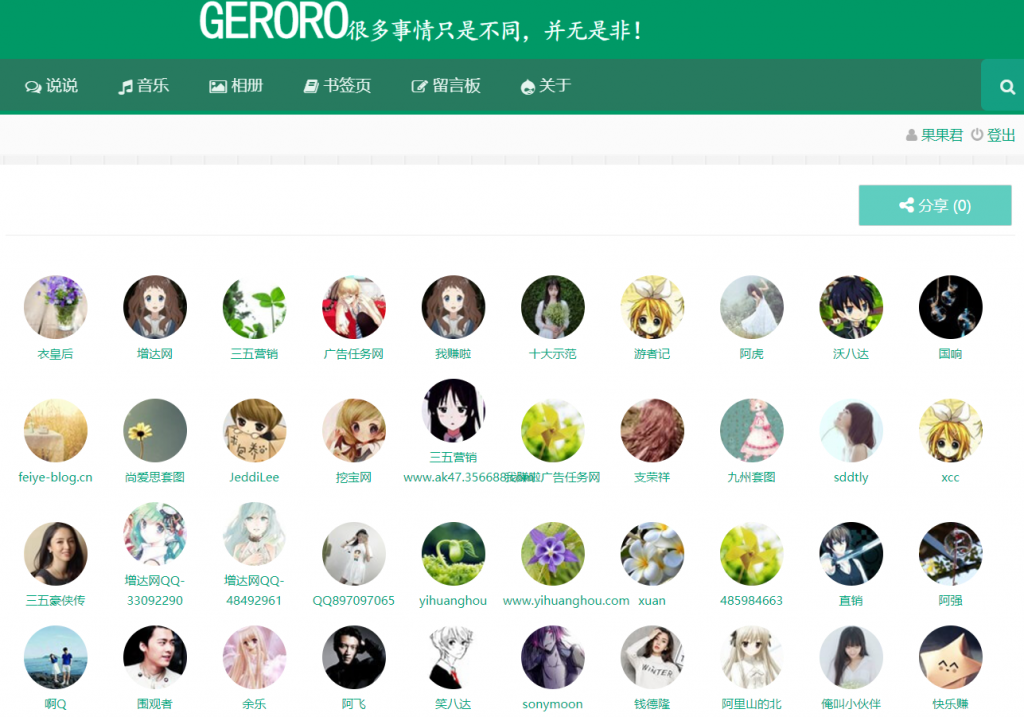 GERORO很多事情只是不同，并无是非！
说说 音乐 相册 书签页 留言板 关于
果果君 登出
分享 (0)
衣皇后 增达网 三五营销 广告任务网 我赚啦 十大示范 游者记 阿虎 沃八达 国响
三五营销
feiye-blog.cn 尚爱思套图 JeddiLee 挖宝网 www.ak47.356688 我赚啦广告任务网 支荣祥 九州套图 sddtly xcc
增达网QQ- 增达网QQ-
三五豪侠传 33092290 48492961 QQ897097065 yihuanghou www.yihuanghou.com xuan 485984663 直销 阿强
啊Q 围观者 余乐 阿飞 笑八达 sonymoon 钱德隆 阿里山的北 俺叫小伙伴 快乐赚